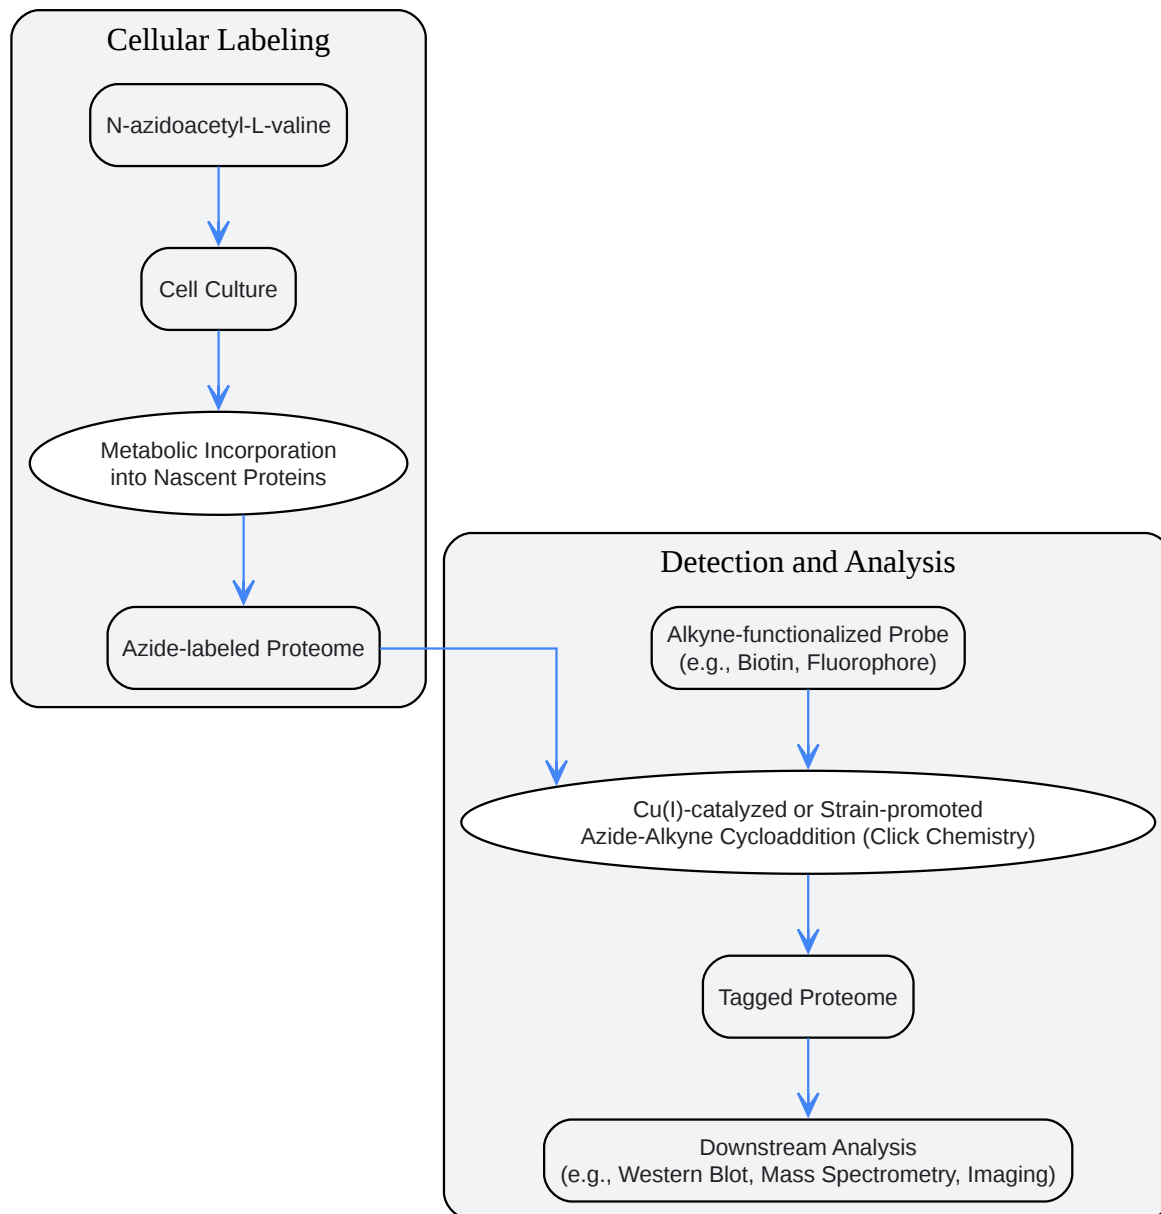 Cellular Labeling
N-azidoacetyl-L-valine
Cell Culture
Metabolic Incorporation
into Nascent Proteins
Azide-labeled Proteome
Detection and Analysis
Alkyne-functionalized Probe
(e.g., Biotin, Fluorophore)
Cu(I)-catalyzed or Strain-promoted
Azide-Alkyne Cycloaddition (Click Chemistry)
Tagged Proteome
Downstream Analysis
(e.g., Western Blot, Mass Spectrometry, Imaging)